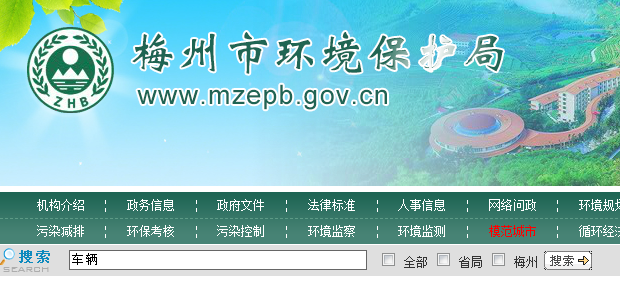 梅州市环境保护局
www.mzepb.gov.cn
ZHB
机构介绍 政务信息 政府文件 法律标准 人事信息 网络问政 环境规
污染减排 环保考核 污染控制 环境监察 环境监测 模范城市 循环经
搜索 SEARCH 车辆 全部 省局 梅州 搜索